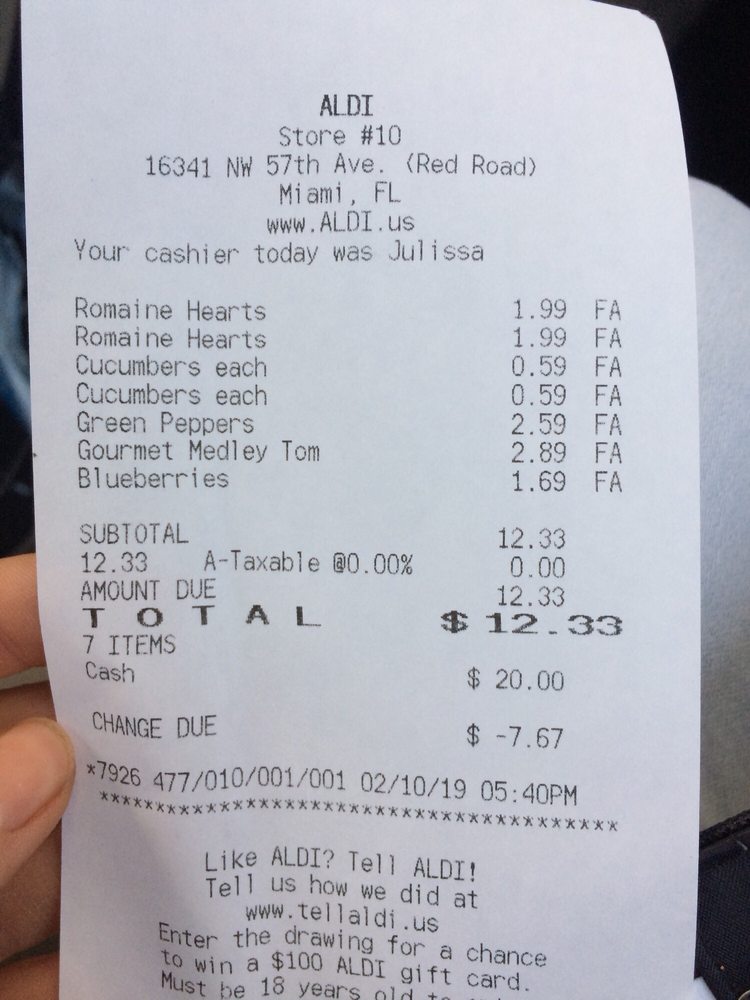 ALDI
Store #10
16341 NW 57th Ave. (Red Road)
Miami, FL
www.ALDI.us
Your cashier today was Julissa
Romaine Hearts 1.99 FA
Romaine Hearts 1.99 FA
Cucumbers each 0.59 FA
Cucumbers each 0.59 FA
Green Peppers 2.59 FA
Gourmet Medley Tom 2.89 FA
Blueberries 1.69 FA
SUBTOTAL 12.33
12.33 A-Taxable @0.00% 0.00
AMOUNT DUE 12.33
TOTAL $ 12.33
7 ITEMS
Cash $ 20.00
CHANGE DUE $ -7.67
*7926 477/010/001/001 02/10/19 05:40PM
****************************************
Like ALDI? Tell ALDI!
Tell us how we did at
www.tellaldi.us
Enter the drawing for a chance
to win a $100 ALDI gift card.
Must be 18 years old to